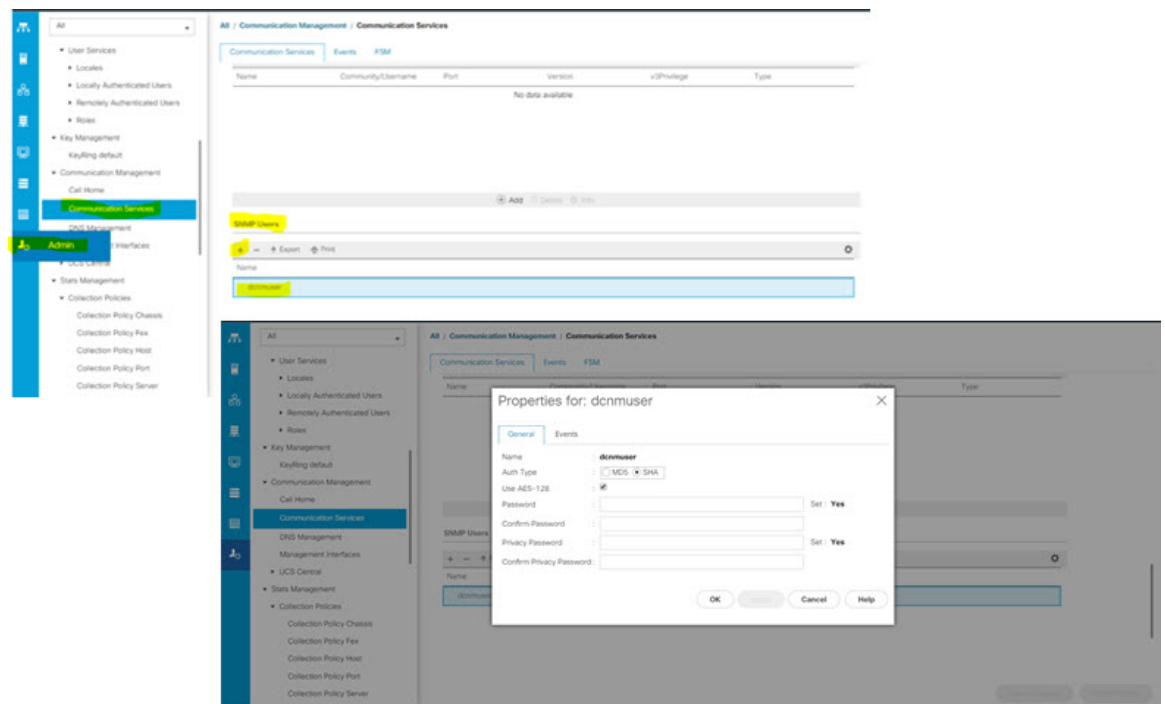 All
All / Communication Management / Communication Services
User Services
Communication Services Events FSM
Locales
Name Community/Username Port Version v3Privilege Type
Locally Authenticated Users
No data available
Remotely Authenticated Users
Roles
Key Management
KeyRing default
Communication Management
Call Home
Add Delete Info
Communication Services
SNMP Users
DNS Management
Admin
Interfaces
+ − Export Print
UCS Central
Name
Stats Management
dcnmuser
Collection Policies
Collection Policy Chassis
Collection Policy Fex
Collection Policy Host
Collection Policy Port
Collection Policy Server
All
All / Communication Management / Communication Services
User Services
Communication Services Events FSM
Locales
Name Community/Username Port Version v3Privilege Type
Locally Authenticated Users
Remotely Authenticated Users
Roles
Key Management
KeyRing default
Communication Management
Call Home
Communication Services
DNS Management
Management Interfaces
UCS Central
Stats Management
Collection Policies
Collection Policy Chassis
Collection Policy Fex
Collection Policy Host
Collection Policy Port
Collection Policy Server
SNMP Users
+ −
Name
dcnmuser
Properties for: dcnmuser
General Events
Name : dcnmuser
Auth Type : MD5 SHA
Use AES-128 :
Password : Set : Yes
Confirm Password :
Privacy Password : Set : Yes
Confirm Privacy Password :
OK Cancel Help